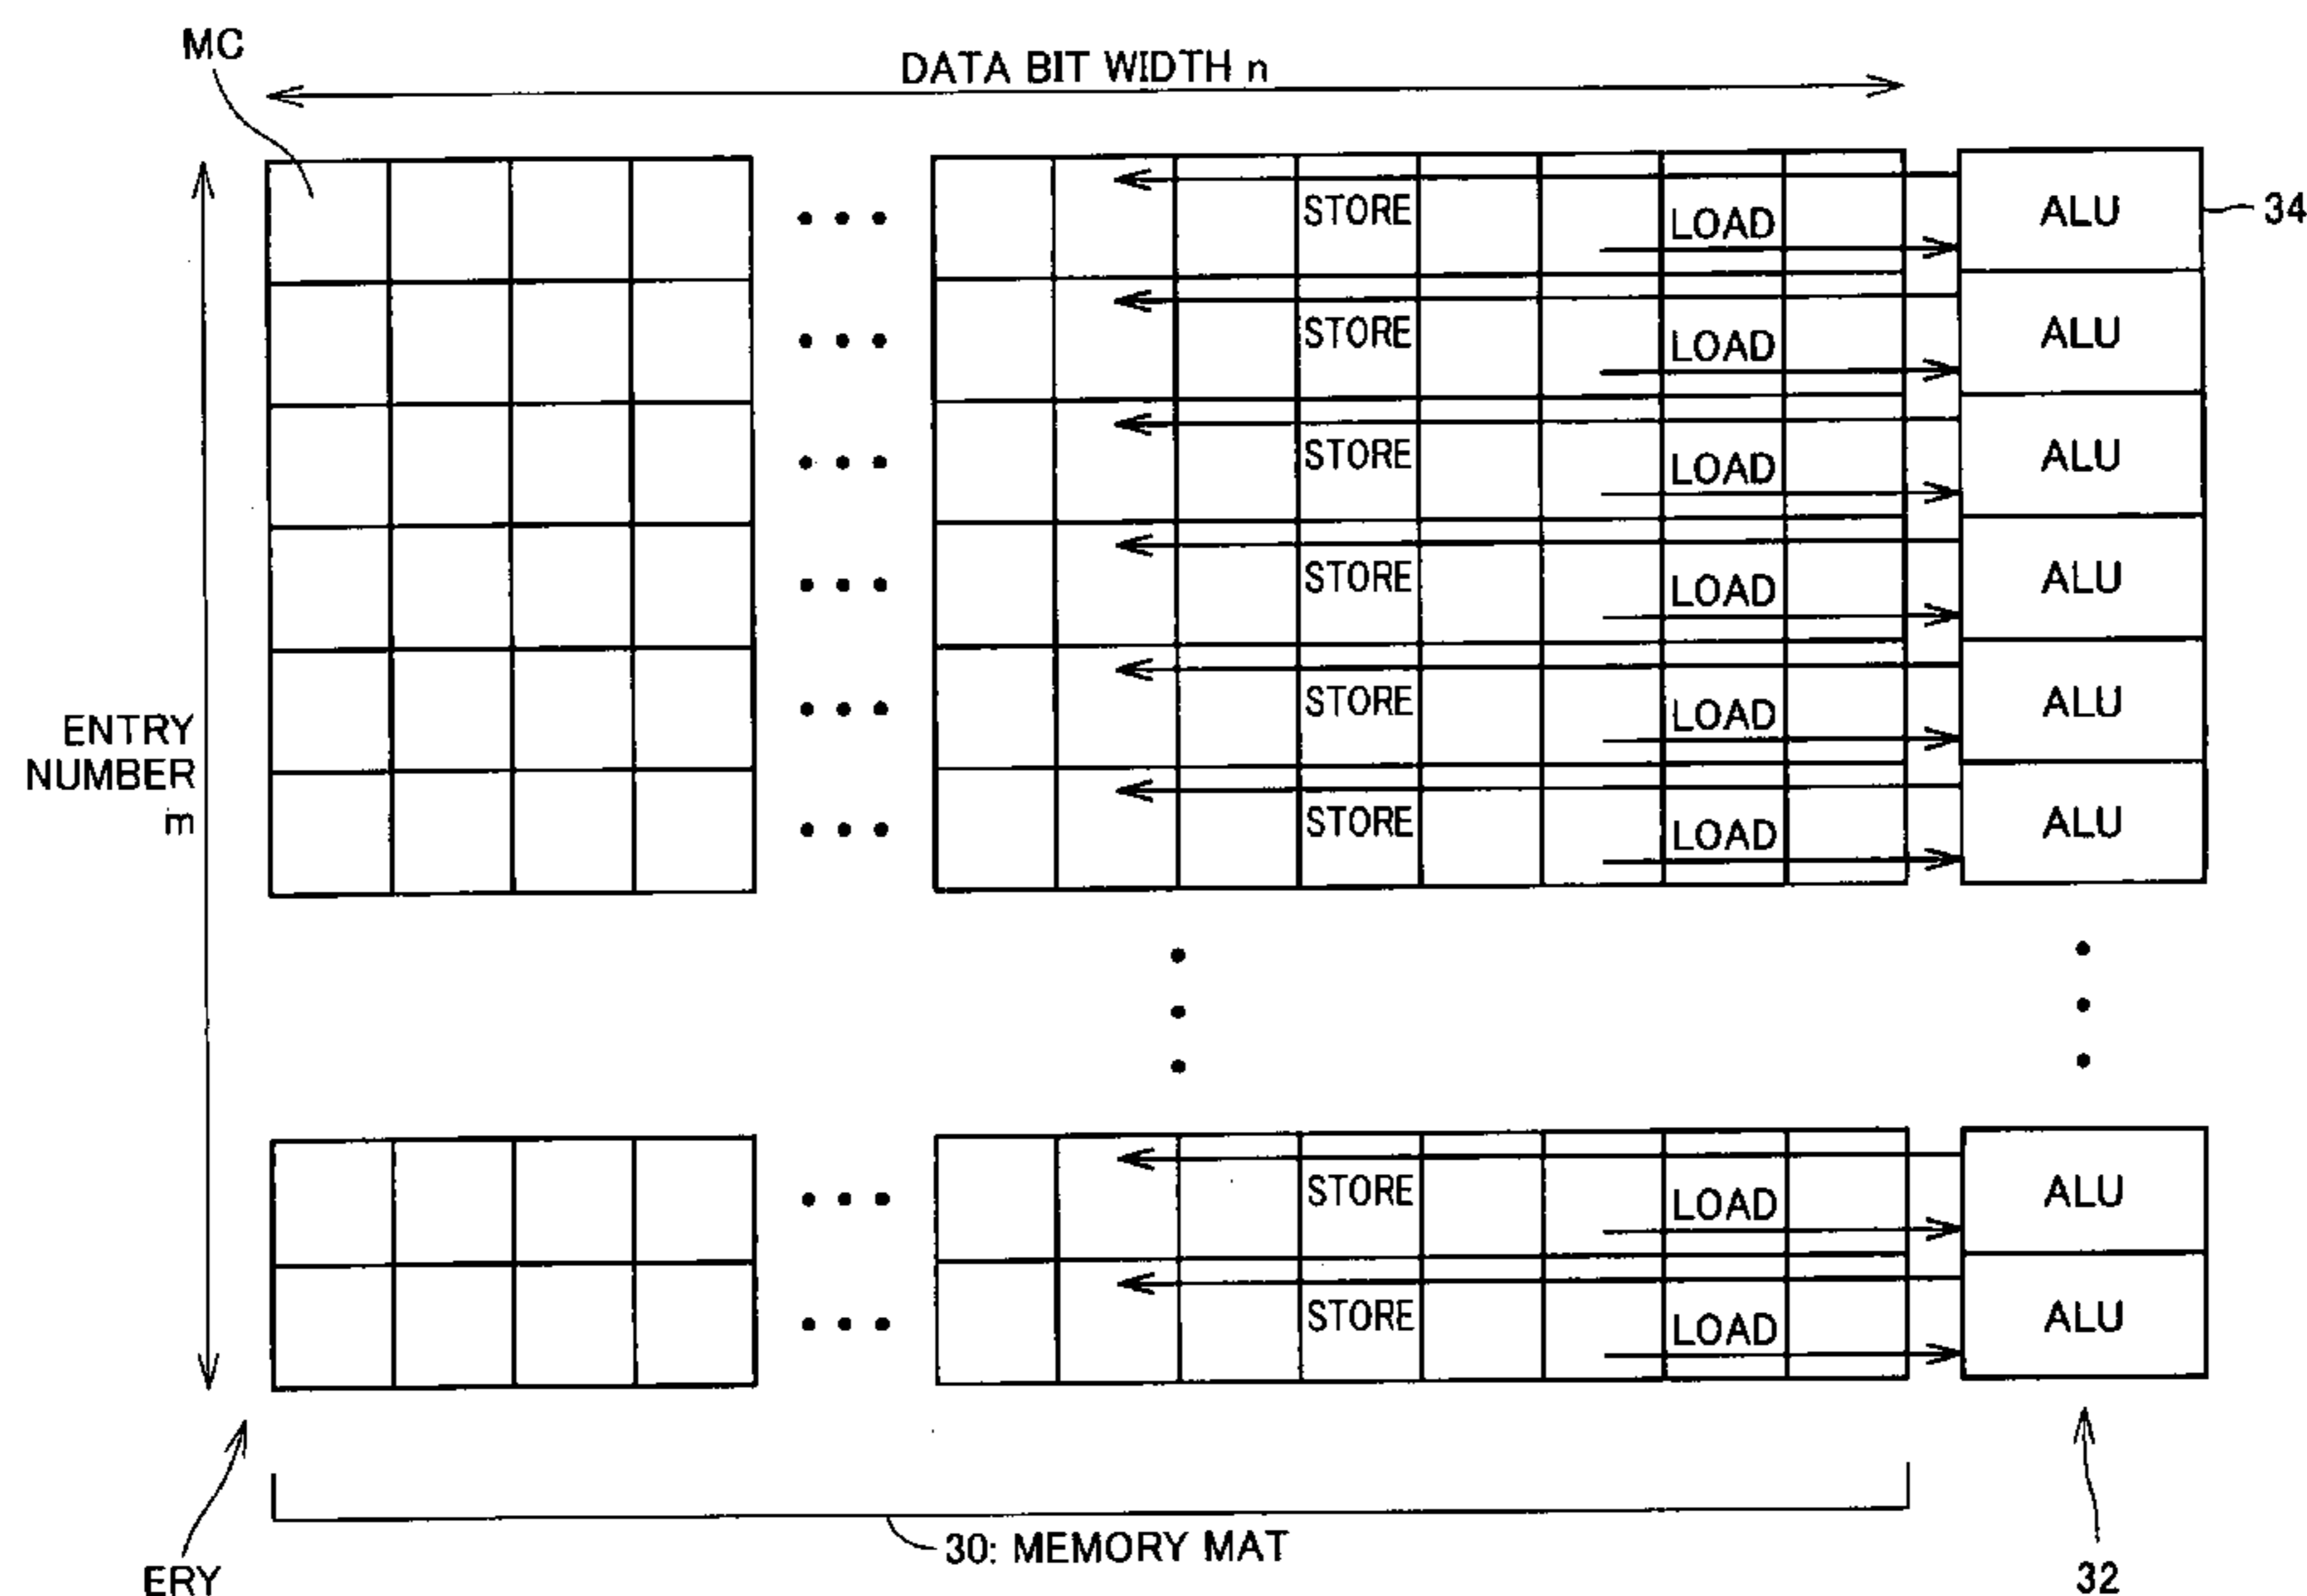 MC
DATA BIT WIDTH n
STORE LOAD ALU 34
STORE LOAD ALU
STORE LOAD ALU
STORE LOAD ALU
ENTRY
NUMBER
m
STORE LOAD ALU
STORE LOAD ALU
STORE LOAD ALU
STORE LOAD ALU
30: MEMORY MAT
ERY
32